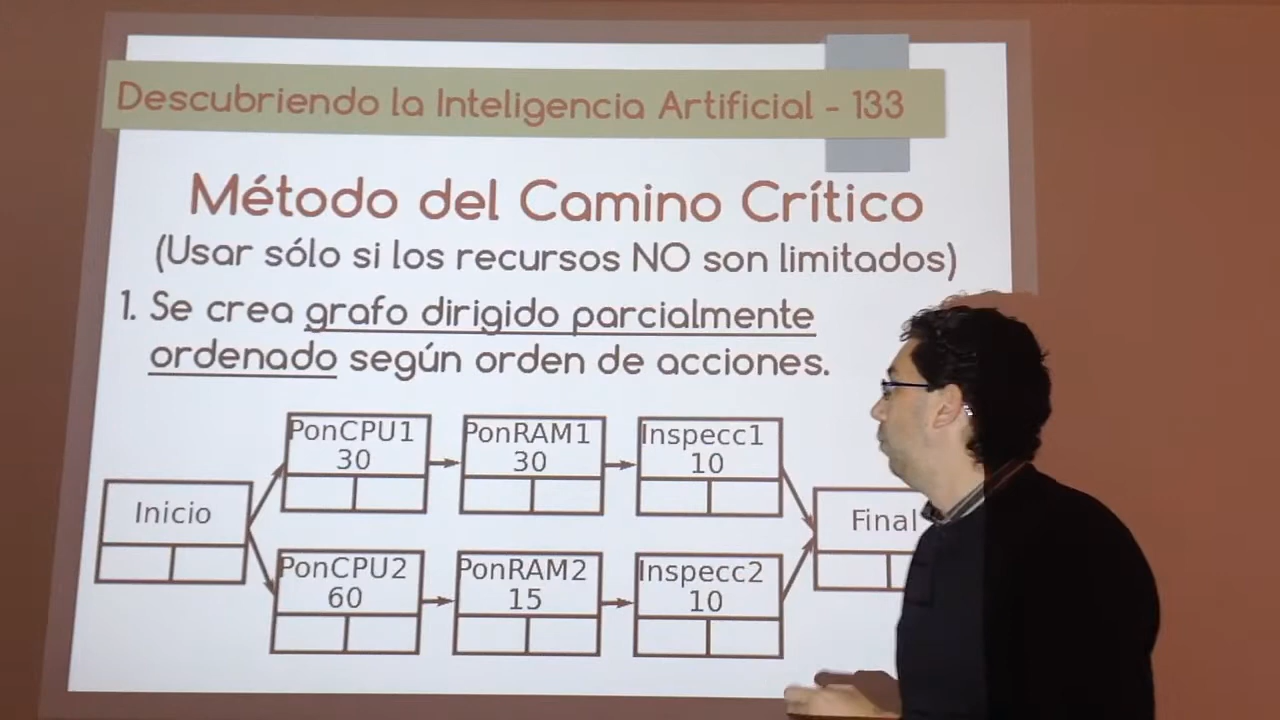 Descubriendo la Inteligencia Artificial - 133
Método del Camino Crítico
(Usar sólo si los recursos NO son limitados)
1. Se crea grafo dirigido parcialmente
ordenado según orden de acciones.
PonCPU1
30
PonRAM1
30
Inspecc1
10
Inicio
Final
PonCPU2
60
PonRAM2
15
Inspecc2
10